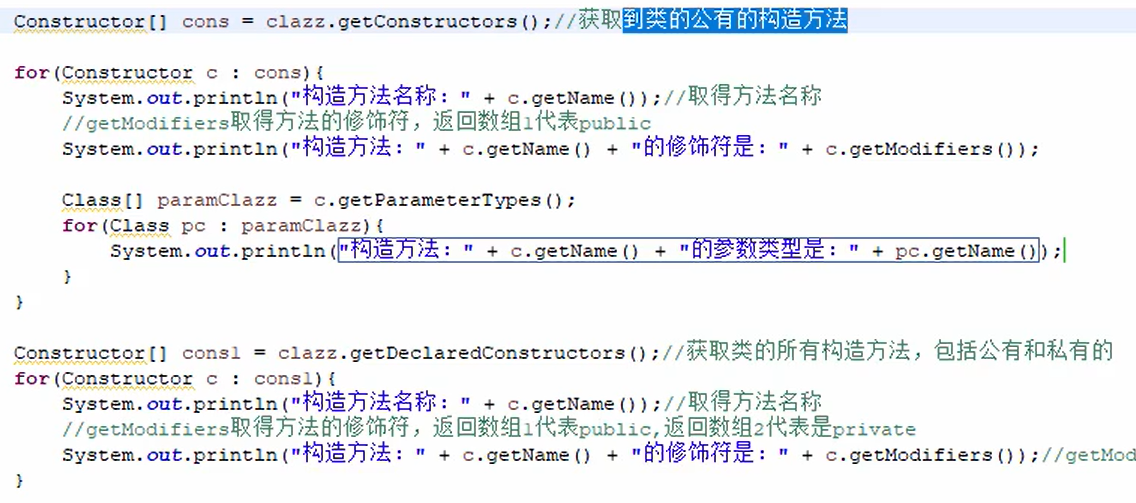 Constructor[] cons = clazz.getConstructors();//获取到类的公有的构造方法
for(Constructor c : cons){
System.out.println("构造方法名称：" + c.getName());//取得方法名称
//getModifiers取得方法的修饰符，返回数组1代表public
System.out.println("构造方法：" + c.getName() + "的修饰符是：" + c.getModifiers());
Class[] paramClazz = c.getParameterTypes();
for(Class pc : paramClazz){
System.out.println("构造方法：" + c.getName() + "的参数类型是：" + pc.getName());
}
}
Constructor[] cons1 = clazz.getDeclaredConstructors();//获取类的所有构造方法，包括公有和私有的
for(Constructor c : cons1){
System.out.println("构造方法名称：" + c.getName());//取得方法名称
//getModifiers取得方法的修饰符，返回数组1代表public,返回数组2代表是private
System.out.println("构造方法：" + c.getName() + "的修饰符是：" + c.getModifiers());//getMod
}